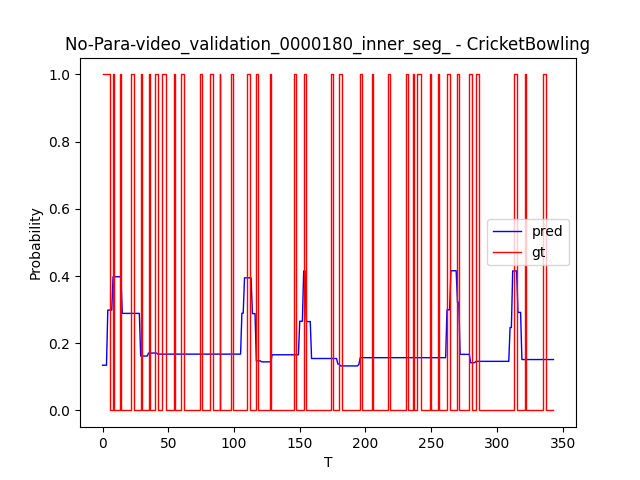 No-Para-video_validation_0000180_inner_seg_ - CricketBowling
1.0
0.8
0.6
0.4
0.2
0.0
Probability
pred
gt
0 50 100 150 200 250 300 350
T